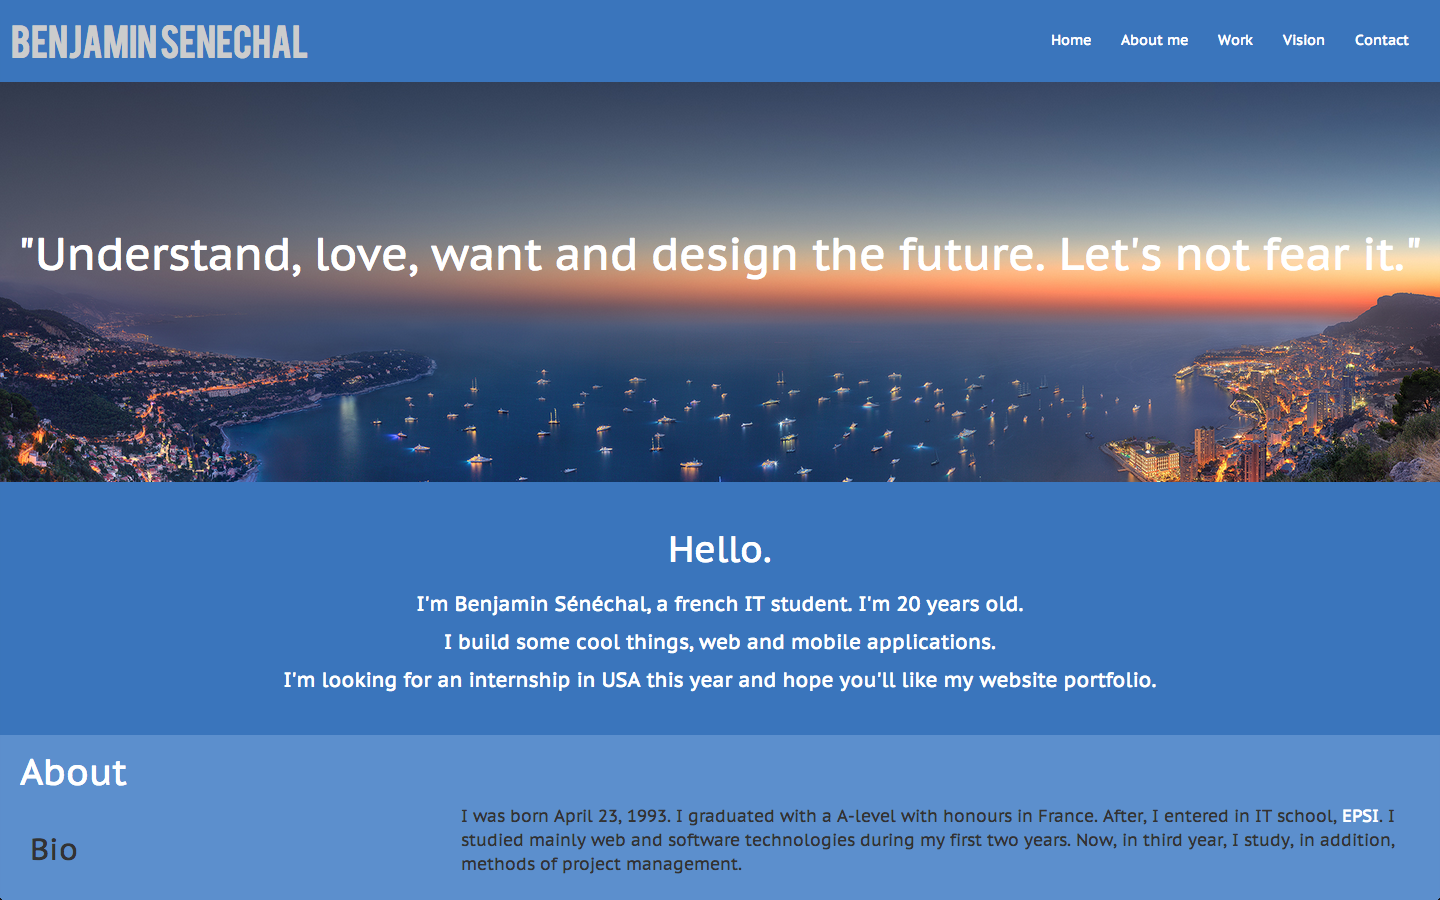 BENJAMIN SENECHAL
Home About me Work Vision Contact
"Understand, love, want and design the future. Let's not fear it."
Hello.
I'm Benjamin Sénéchal, a french IT student. I'm 20 years old.
I build some cool things, web and mobile applications.
I'm looking for an internship in USA this year and hope you'll like my website portfolio.
About
Bio
I was born April 23, 1993. I graduated with a A-level with honours in France. After, I entered in IT school, EPSI. I
studied mainly web and software technologies during my first two years. Now, in third year, I study, in addition,
methods of project management.